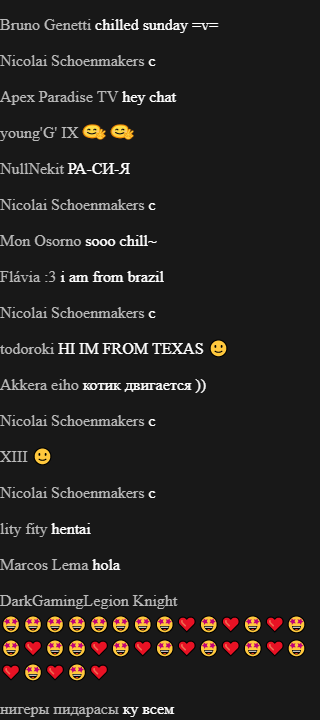 Bruno Genetti chilled sunday =v=
Nicolai Schoenmakers c
Apex Paradise TV hey chat
young'G' IX
NullNekit РА-СИ-Я
Nicolai Schoenmakers c
Mon Osorno sooo chill~
Flávia :3 i am from brazil
Nicolai Schoenmakers c
todoroki HI IM FROM TEXAS
Akkera eiho котик двигается ))
Nicolai Schoenmakers c
XIII
Nicolai Schoenmakers c
lity fity hentai
Marcos Lema hola
DarkGamingLegion Knight
нигеры пидарасы ку всем